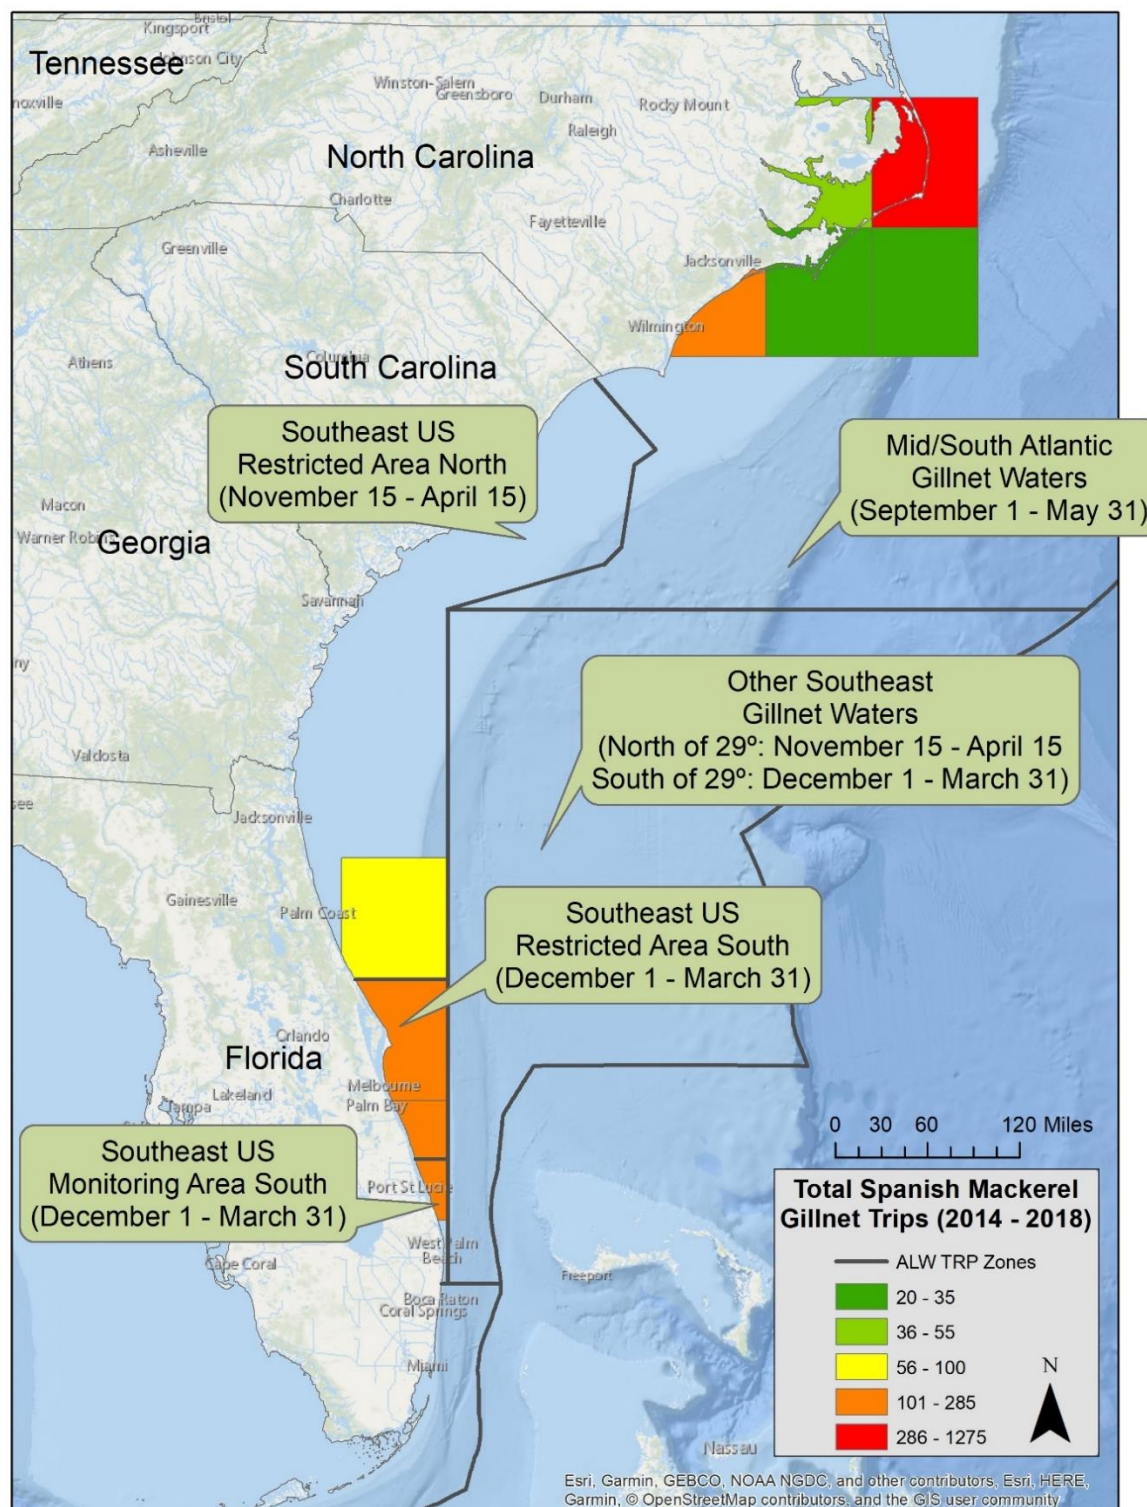 Bristol
Kingsport
Johnson City
Tennessee
noxville
Winston-Salem
Greensboro
Durham
Rocky Mount
Raleigh
Asheville
North Carolina
Charlotte
Fayetteville
Greenville
Jacksonville
Wilmington
Athens
Columbia
South Carolina
Southeast US
Restricted Area North
(November 15 - April 15)
Mid/South Atlantic
Gillnet Waters
(September 1 - May 31)
Macon
Warner Robins
Georgia
Savannah
ny
Other Southeast
Gillnet Waters
(North of 29º: November 15 - April 15
South of 29º: December 1 - March 31)
Valdosta
see
Jacksonville
Gainesville
Palm Coast
Southeast US
Restricted Area South
(December 1 - March 31)
Orlando
Florida
Melbourne
Lakeland
Palm Bay
Tampa
Southeast US
Monitoring Area South
(December 1 - March 31)
Port St Lucie
West Palm
Beach
Cape Coral
Freeport
Boca Raton
Coral Springs
Miami
Nassau
0 30 60 120 Miles
Total Spanish Mackerel
Gillnet Trips (2014 - 2018)
ALW TRP Zones
20 - 35
36 - 55
56 - 100
101 - 285
286 - 1275
N
Esri, Garmin, GEBCO, NOAA NGDC, and other contributors, Esri, HERE,
Garmin, © OpenStreetMap contributors, and the GIS user community